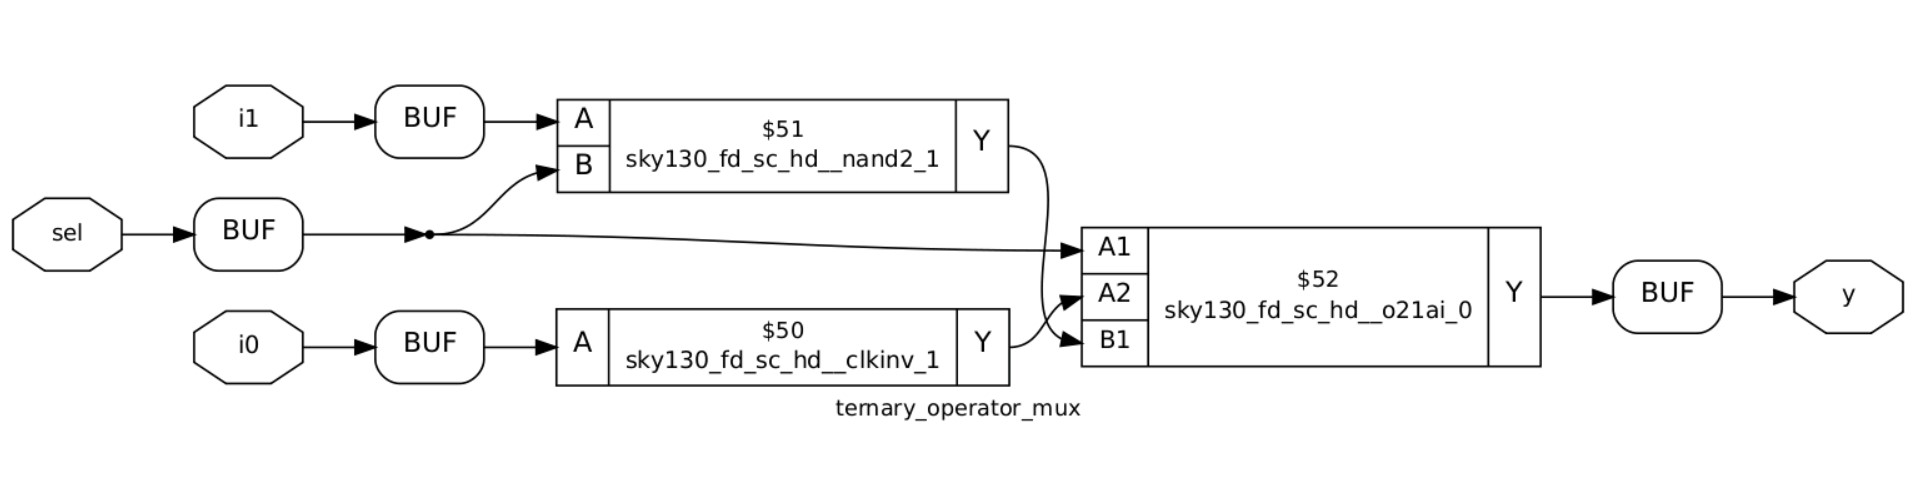 i1
BUF
A
B
$51
sky130_fd_sc_hd__nand2_1
Y
sel
BUF
A1
A2
B1
$52
sky130_fd_sc_hd__o21ai_0
Y
BUF
y
i0
BUF
A
$50
sky130_fd_sc_hd__clkinv_1
Y
ternary_operator_mux